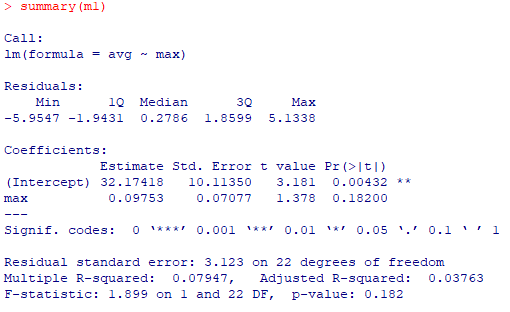 > summary(m1)
Call:
lm(formula = avg ~ max)
Residuals:
Min 1Q Median 3Q Max
-5.9547 -1.9431 0.2786 1.8599 5.1338
Coefficients:
Estimate Std. Error t value Pr(>|t|)
(Intercept) 32.17418 10.11350 3.181 0.00432 **
max 0.09753 0.07077 1.378 0.18200
---
Signif. codes: 0 ‘***’ 0.001 ‘**’ 0.01 ‘*’ 0.05 ‘.’ 0.1 ‘ ’ 1
Residual standard error: 3.123 on 22 degrees of freedom
Multiple R-squared: 0.07947, Adjusted R-squared: 0.03763
F-statistic: 1.899 on 1 and 22 DF, p-value: 0.182